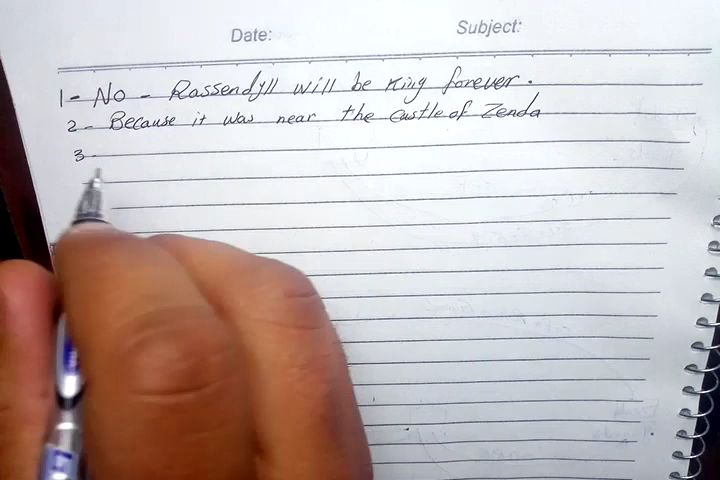 Date: Subject:
1- No - Rassendyll will be King forever.
2- Because it was near the Castle of Zenda
3-